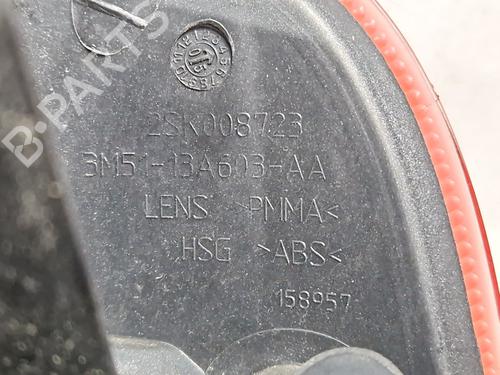 2SK008723
3M51-13A603-AA
LENS >PMMA<
HSG >ABS<
158957
B-PARTS